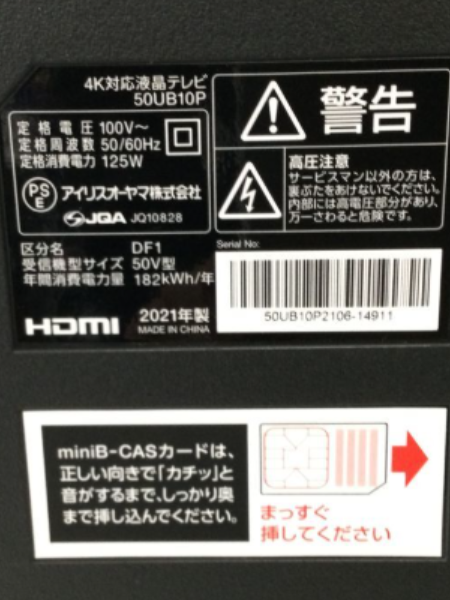 4K対応液晶テレビ
50UB10P
定格電圧 100V～
定格周波数 50/60Hz
定格消費電力 125W
PS
E
アイリスオーヤマ株式会社
JQA JQ10828
警告
高圧注意
サービスマン以外の方は、
裏ぶたをあけないでください。
内部には高電圧部分があり、
万一さわると危険です。
区分名 DF1
受信機型サイズ 50V型
年間消費電力量 182kWh/年
HDMI
2021年製
MADE IN CHINA
Serial No:
50UB10P2106-14911
miniB-CASカードは、
正しい向きで「カチッ」と
音がするまで、しっかり奥
まで挿し込んでください。
まっすぐ
挿してください